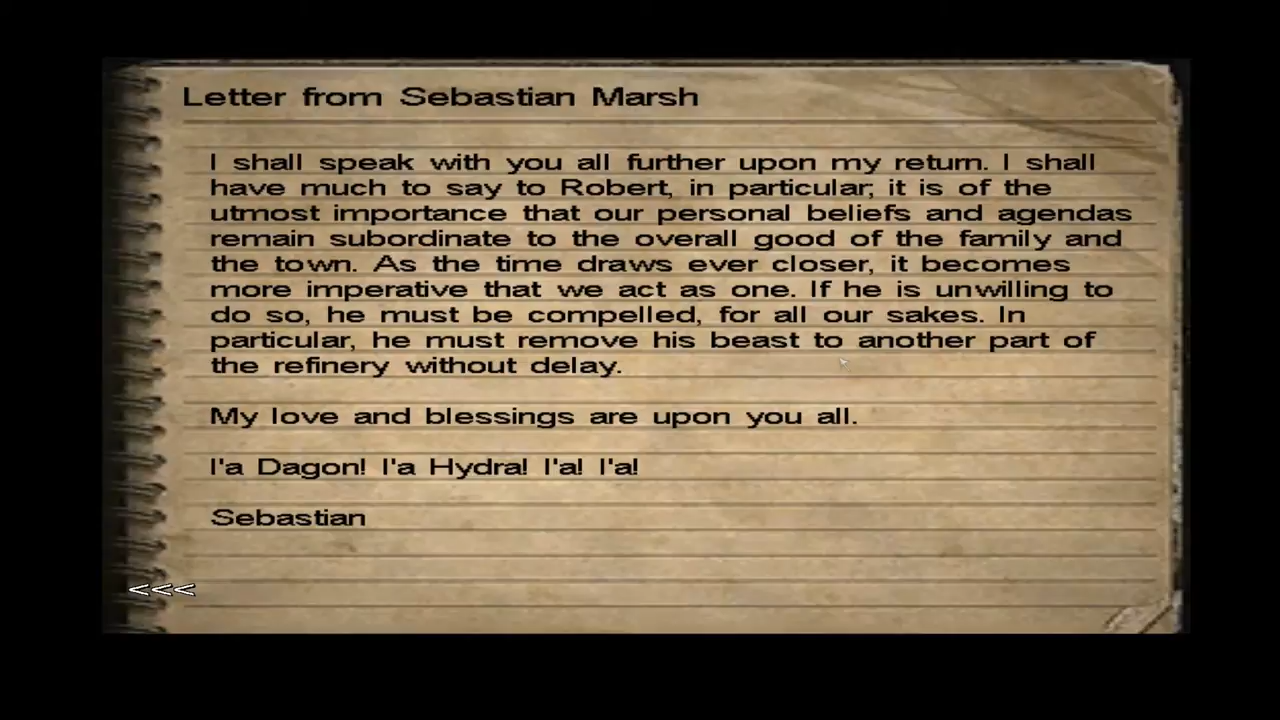 Letter from Sebastian Marsh
I shall speak with you all further upon my return. I shall
have much to say to Robert, in particular; it is of the
utmost importance that our personal beliefs and agendas
remain subordinate to the overall good of the family and
the town. As the time draws ever closer, it becomes
more imperative that we act as one. If he is unwilling to
do so, he must be compelled, for all our sakes. In
particular, he must remove his beast to another part of
the refinery without delay.
My love and blessings are upon you all.
I'a Dagon! I'a Hydra! I'a! I'a!
Sebastian
<<<